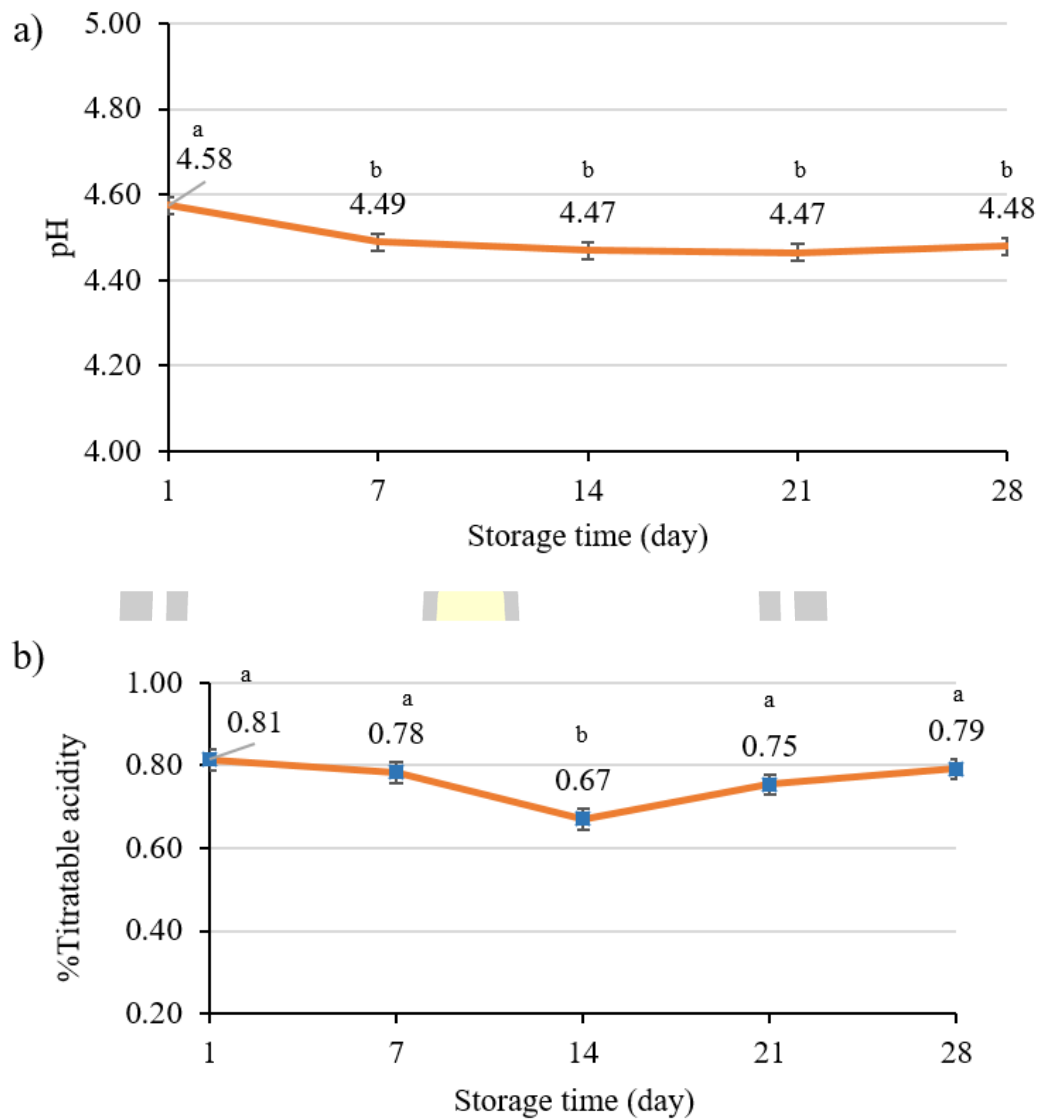 a)
5.00
4.80
4.60
4.40
4.20
4.00
pH
a
4.58
b
4.49
b
4.47
b
4.47
b
4.48
1 7 14 21 28
Storage time (day)
b)
1.00
0.80
0.60
0.40
0.20
%Titratable acidity
a
0.81
a
0.78
b
0.67
a
0.75
a
0.79
1 7 14 21 28
Storage time (day)